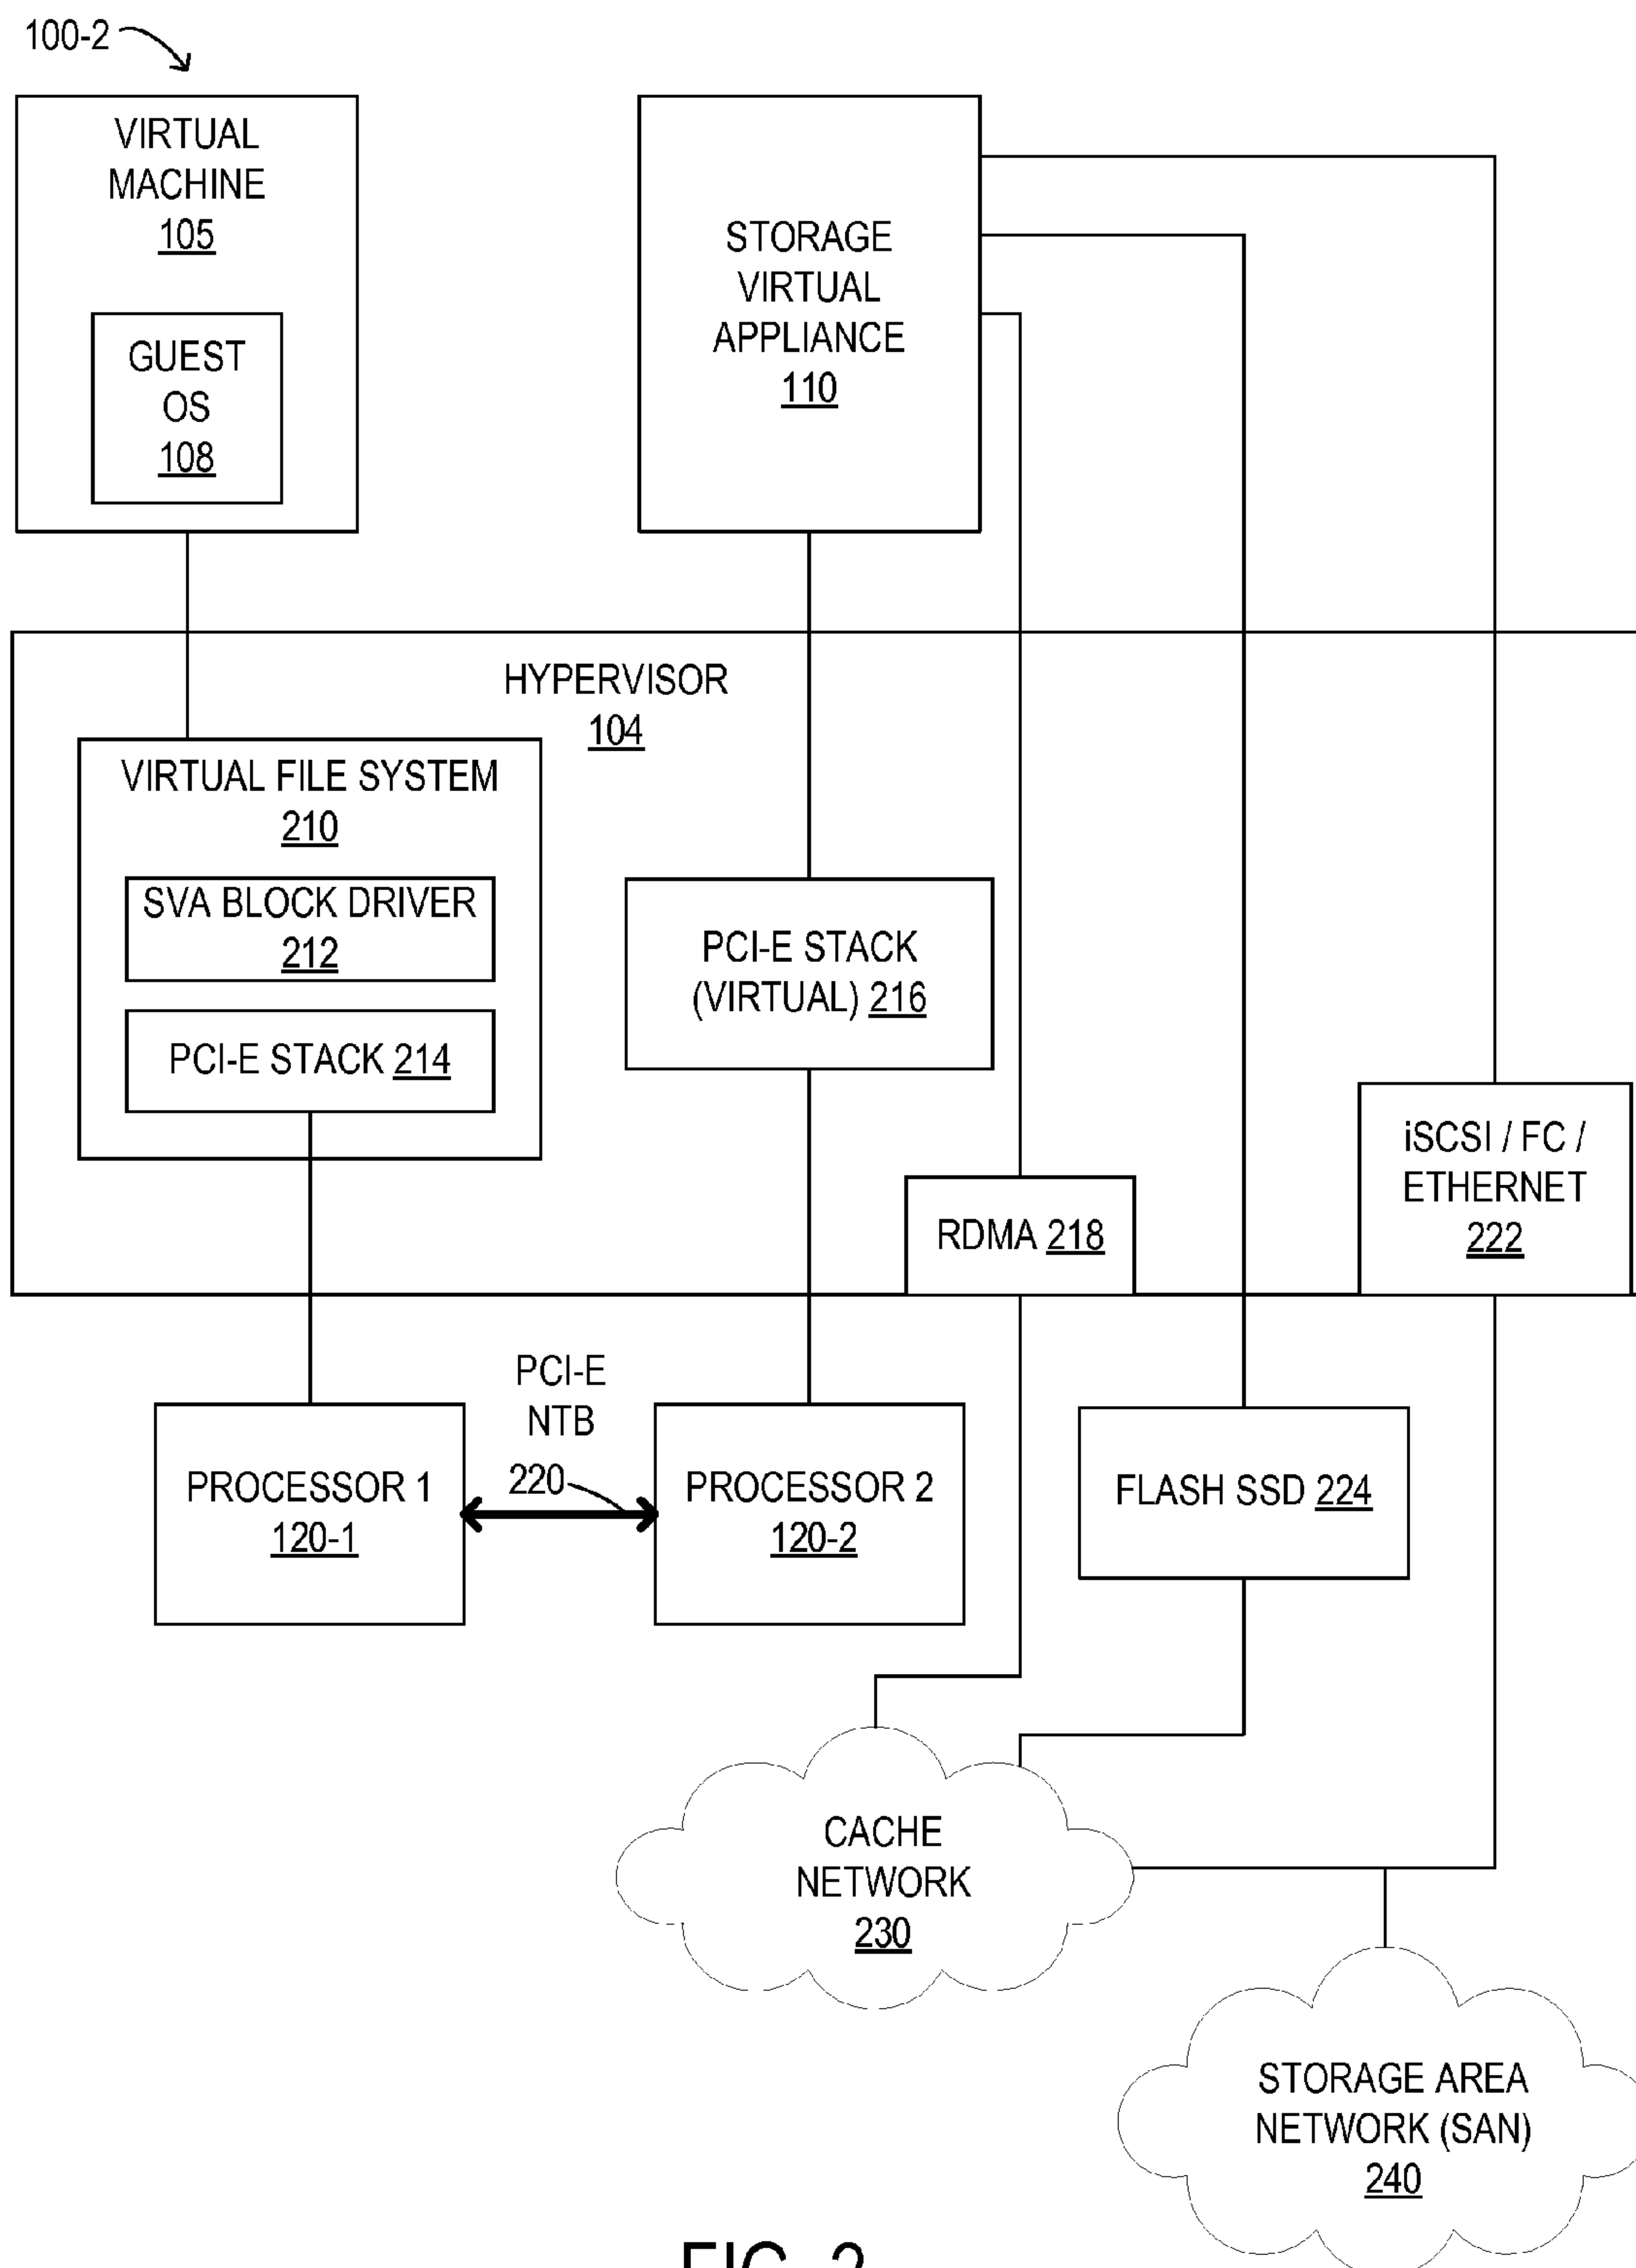 100-2
VIRTUAL
MACHINE
105
GUEST
OS
108
STORAGE
VIRTUAL
APPLIANCE
110
HYPERVISOR
104
VIRTUAL FILE SYSTEM
210
SVA BLOCK DRIVER
212
PCI-E STACK 214
PCI-E STACK
(VIRTUAL) 216
RDMA 218
iSCSI / FC /
ETHERNET
222
PCI-E
NTB
220
PROCESSOR 1
120-1
PROCESSOR 2
120-2
FLASH SSD 224
CACHE
NETWORK
230
STORAGE AREA
NETWORK (SAN)
240